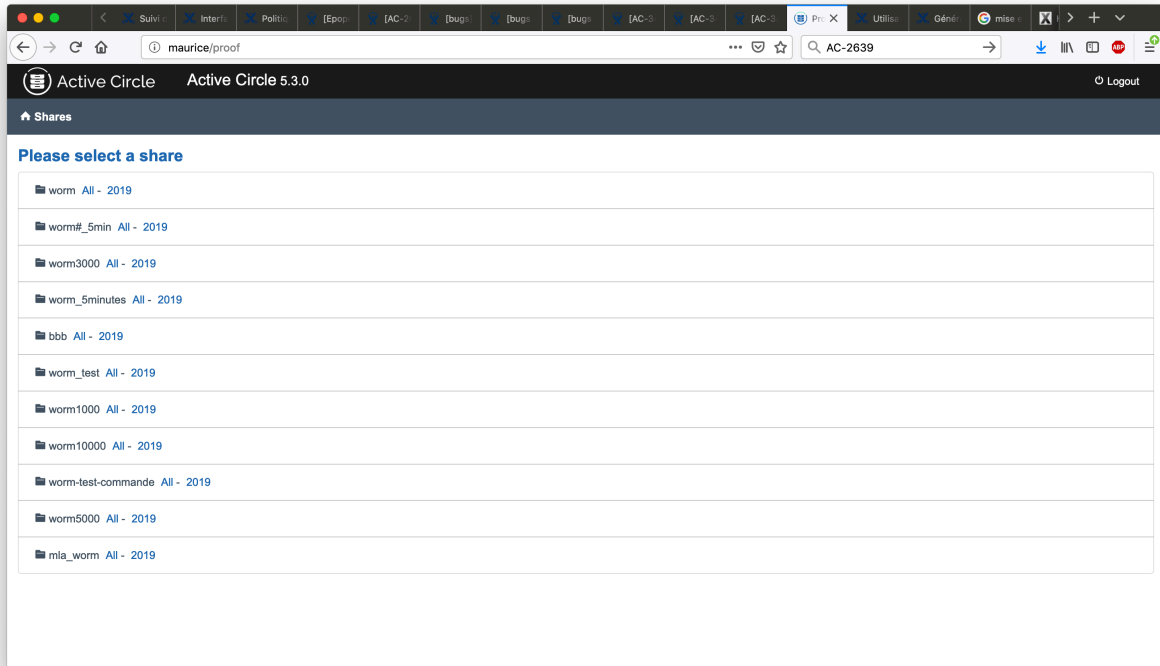 Suivi
Interfa
Politiq
[Epop
[AC-2
[bugs]
[bugs
[bugs
[AC-3
[AC-3
[AC-3
Pro
Utilisa
Génér
mise e
maurice/proof
AC-2639
ABP
Active Circle
Active Circle 5.3.0
Logout
Shares
Please select a share
worm All - 2019
worm#_5min All - 2019
worm3000 All - 2019
worm_5minutes All - 2019
bbb All - 2019
worm_test All - 2019
worm1000 All - 2019
worm10000 All - 2019
worm-test-commande All - 2019
worm5000 All - 2019
mla_worm All - 2019